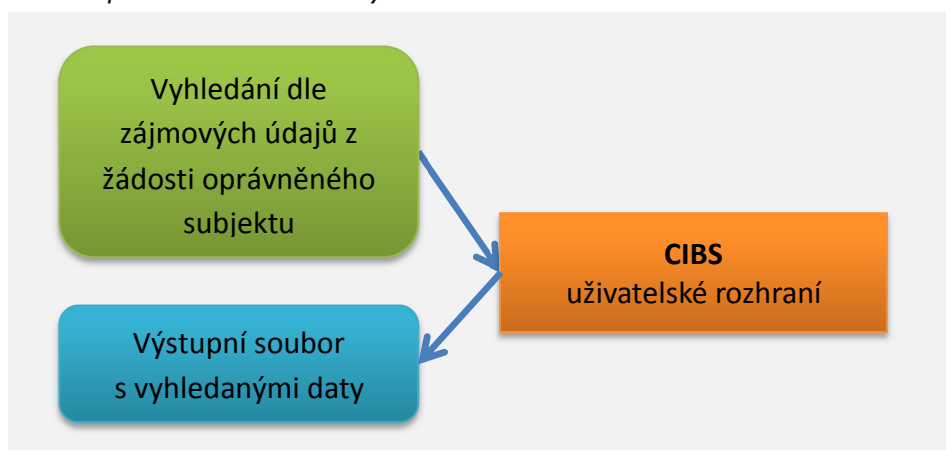 Vyhledání dle
zájmových údajů z
žádosti oprávněného
subjektu
CIBS
uživatelské rozhraní
Výstupní soubor
s vyhledanými daty